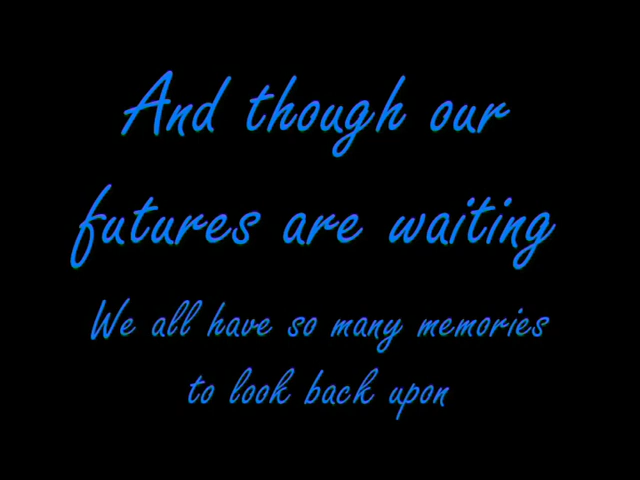 And though our
futures are waiting
We all have so many memories
to look back upon